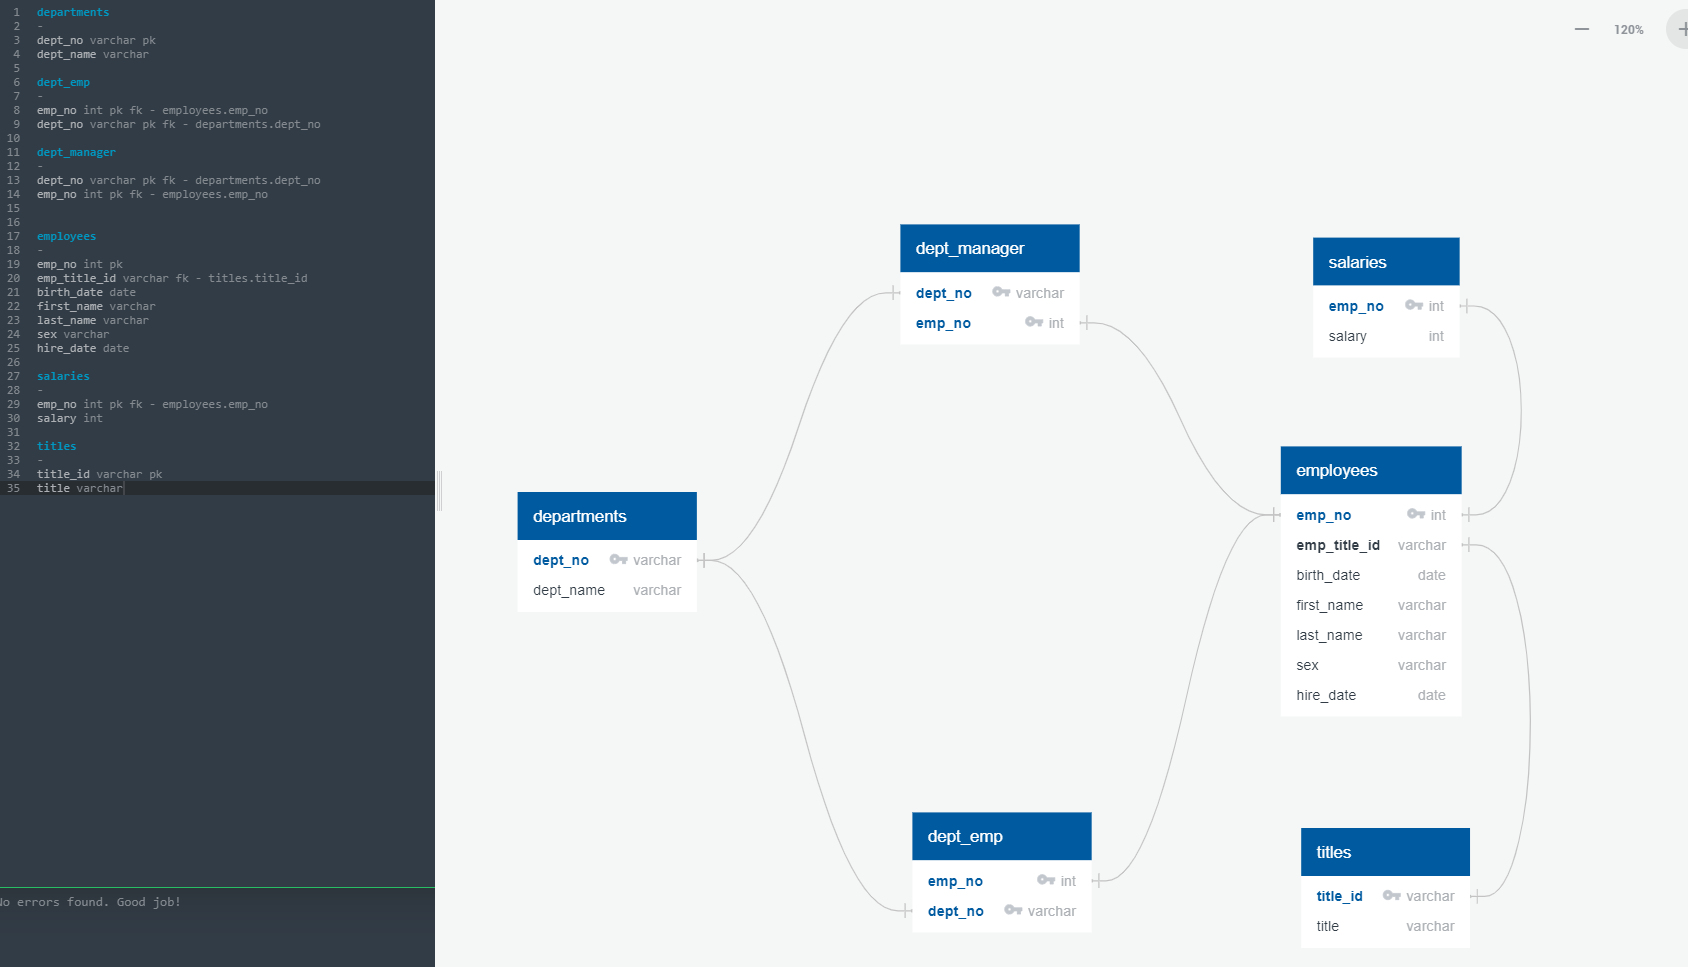 1 departments
2 -
3 dept_no varchar pk
4 dept_name varchar
5
6 dept_emp
7 -
8 emp_no int pk fk - employees.emp_no
9 dept_no varchar pk fk - departments.dept_no
10
11 dept_manager
12 -
13 dept_no varchar pk fk - departments.dept_no
14 emp_no int pk fk - employees.emp_no
15
16
17 employees
18 -
19 emp_no int pk
20 emp_title_id varchar fk - titles.title_id
21 birth_date date
22 first_name varchar
23 last_name varchar
24 sex varchar
25 hire_date date
26
27 salaries
28 -
29 emp_no int pk fk - employees.emp_no
30 salary int
31
32 titles
33 -
34 title_id varchar pk
35 title varchar
No errors found. Good job!
120%
dept_manager
dept_no varchar
emp_no int
salaries
emp_no int
salary int
employees
emp_no int
emp_title_id varchar
birth_date date
first_name varchar
last_name varchar
sex varchar
hire_date date
departments
dept_no varchar
dept_name varchar
dept_emp
emp_no int
dept_no varchar
titles
title_id varchar
title varchar